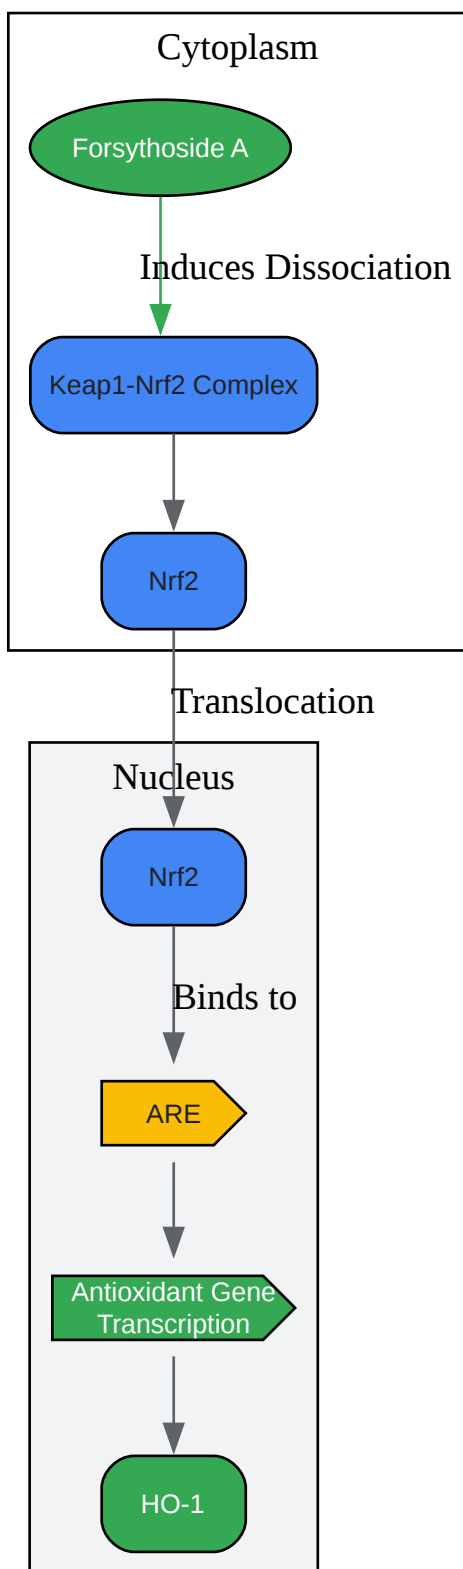 Cytoplasm
Forsythoside A
Induces Dissociation
Keap1-Nrf2 Complex
Nrf2
Translocation
Nucleus
Nrf2
Binds to
ARE
Antioxidant Gene
Transcription
HO-1